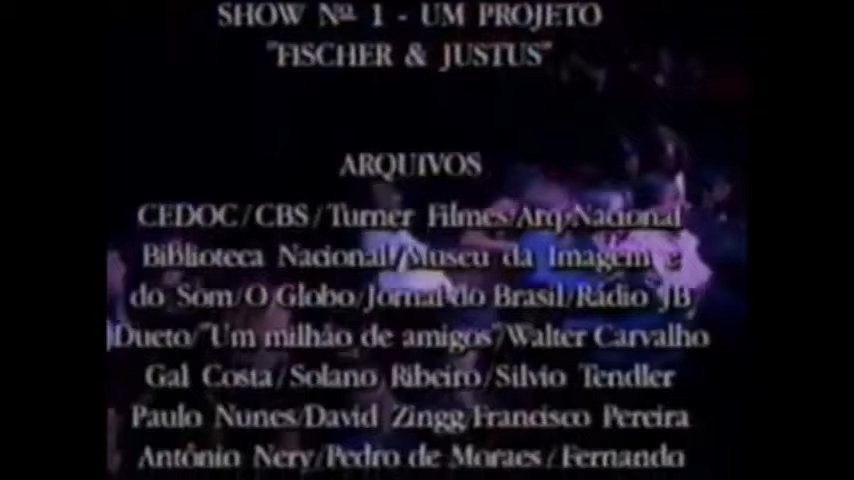 SHOW Nº 1 - UM PROJETO
"FISCHER & JUSTUS"
ARQUIVOS
CEDOC/CBS/Turner Filmes/Arq.Nacional
Biblioteca Nacional/Museu da Imagem e
do Som/O Globo/Jornal do Brasil/Rádio JB
Dueto/"Um milhão de amigos"/Walter Carvalho
Gal Costa/Solano Ribeiro/Silvio Tendler
Paulo Nunes/David Zingg/Francisco Pereira
Antônio Nery/Pedro de Moraes/Fernando